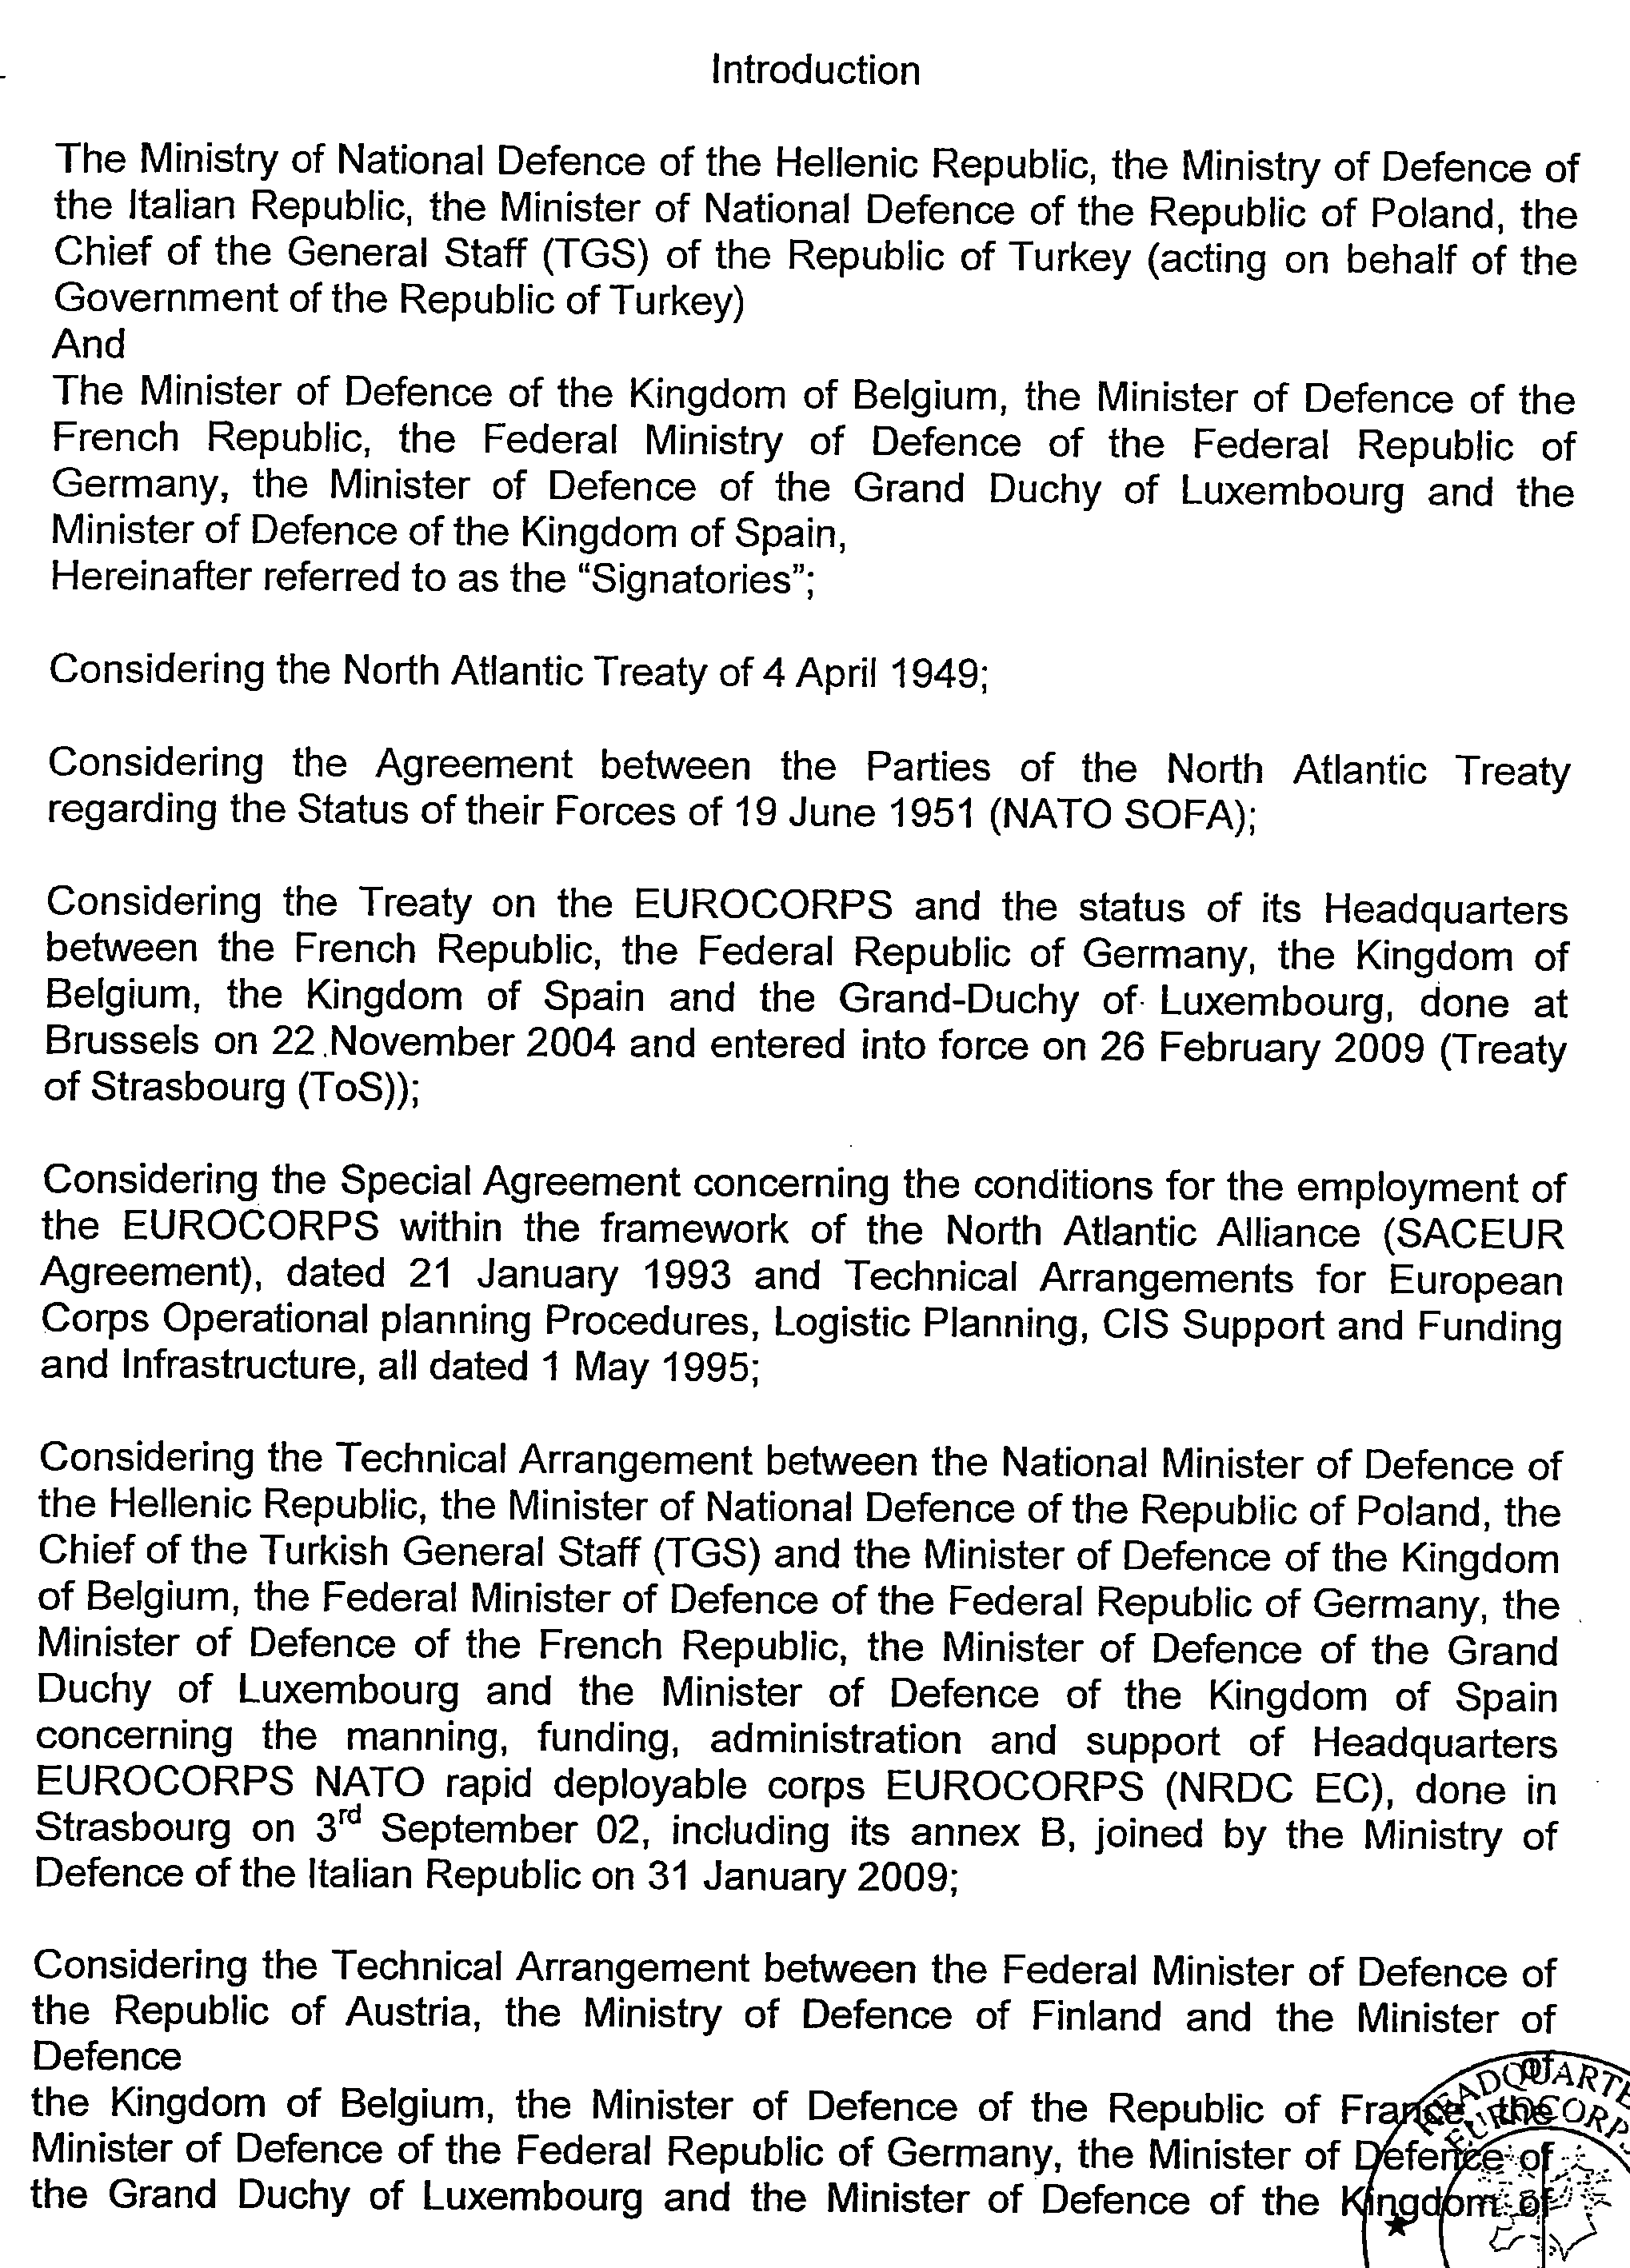 Introduction
The Ministry of National Defence of the Hellenic Republic, the Ministry of Defence of
the Italian Republic, the Minister of National Defence of the Republic of Poland, the
Chief of the General Staff (TGS) of the Republic of Turkey (acting on behalf of the
Government of the Republic of Turkey)
And
The Minister of Defence of the Kingdom of Belgium, the Minister of Defence of the
French Republic, the Federal Ministry of Defence of the Federal Republic of
Germany, the Minister of Defence of the Grand Duchy of Luxembourg and the
Minister of Defence of the Kingdom of Spain,
Hereinafter referred to as the “Signatories”;
Considering the North Atlantic Treaty of 4 April 1949;
Considering the Agreement between the Parties of the North Atlantic Treaty
regarding the Status of their Forces of 19 June 1951 (NATO SOFA);
Considering the Treaty on the EUROCORPS and the status of its Headquarters
between the French Republic, the Federal Republic of Germany, the Kingdom of
Belgium, the Kingdom of Spain and the Grand-Duchy of Luxembourg, done at
Brussels on 22 November 2004 and entered into force on 26 February 2009 (Treaty
of Strasbourg (ToS));
Considering the Special Agreement concerning the conditions for the employment of
the EUROCORPS within the framework of the North Atlantic Alliance (SACEUR
Agreement), dated 21 January 1993 and Technical Arrangements for European
Corps Operational planning Procedures, Logistic Planning, CIS Support and Funding
and Infrastructure, all dated 1 May 1995;
Considering the Technical Arrangement between the National Minister of Defence of
the Hellenic Republic, the Minister of National Defence of the Republic of Poland, the
Chief of the Turkish General Staff (TGS) and the Minister of Defence of the Kingdom
of Belgium, the Federal Minister of Defence of the Federal Republic of Germany, the
Minister of Defence of the French Republic, the Minister of Defence of the Grand
Duchy of Luxembourg and the Minister of Defence of the Kingdom of Spain
concerning the manning, funding, administration and support of Headquarters
EUROCORPS NATO rapid deployable corps EUROCORPS (NRDC EC), done in
Strasbourg on 3rd September 02, including its annex B, joined by the Ministry of
Defence of the Italian Republic on 31 January 2009;
Considering the Technical Arrangement between the Federal Minister of Defence of
the Republic of Austria, the Ministry of Defence of Finland and the Minister of
Defence of
the Kingdom of Belgium, the Minister of Defence of the Republic of France, the
Minister of Defence of the Federal Republic of Germany, the Minister of Defence of
the Grand Duchy of Luxembourg and the Minister of Defence of the Kingdom of